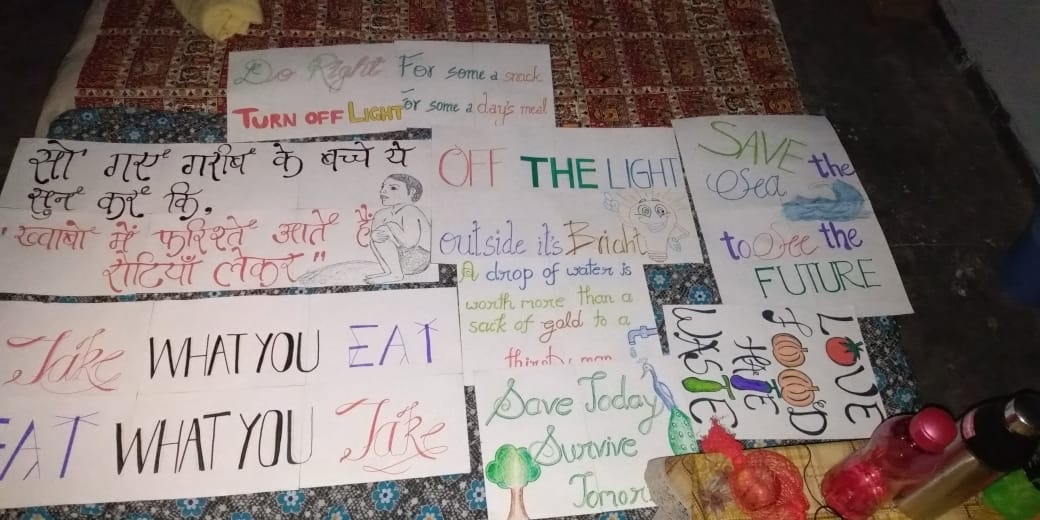 Do Right For some a snack
TURN OFF LIGHT For some a day's meal
सो गए गरीब के बच्चे ये
सुन कर कि,
"ख्वाबों में फरिश्ते आते हैं
रोटियाँ लेकर"
OFF THE LIGHT
outside it's Bright
SAVE the
Sea
to See the
FUTURE
A drop of water is
worth more than a
sack of gold to a
thirsty man
Take WHAT YOU EAT
EAT WHAT YOU Take
Save Today
Survive
LOVE
FOOD
HATE
WASTE